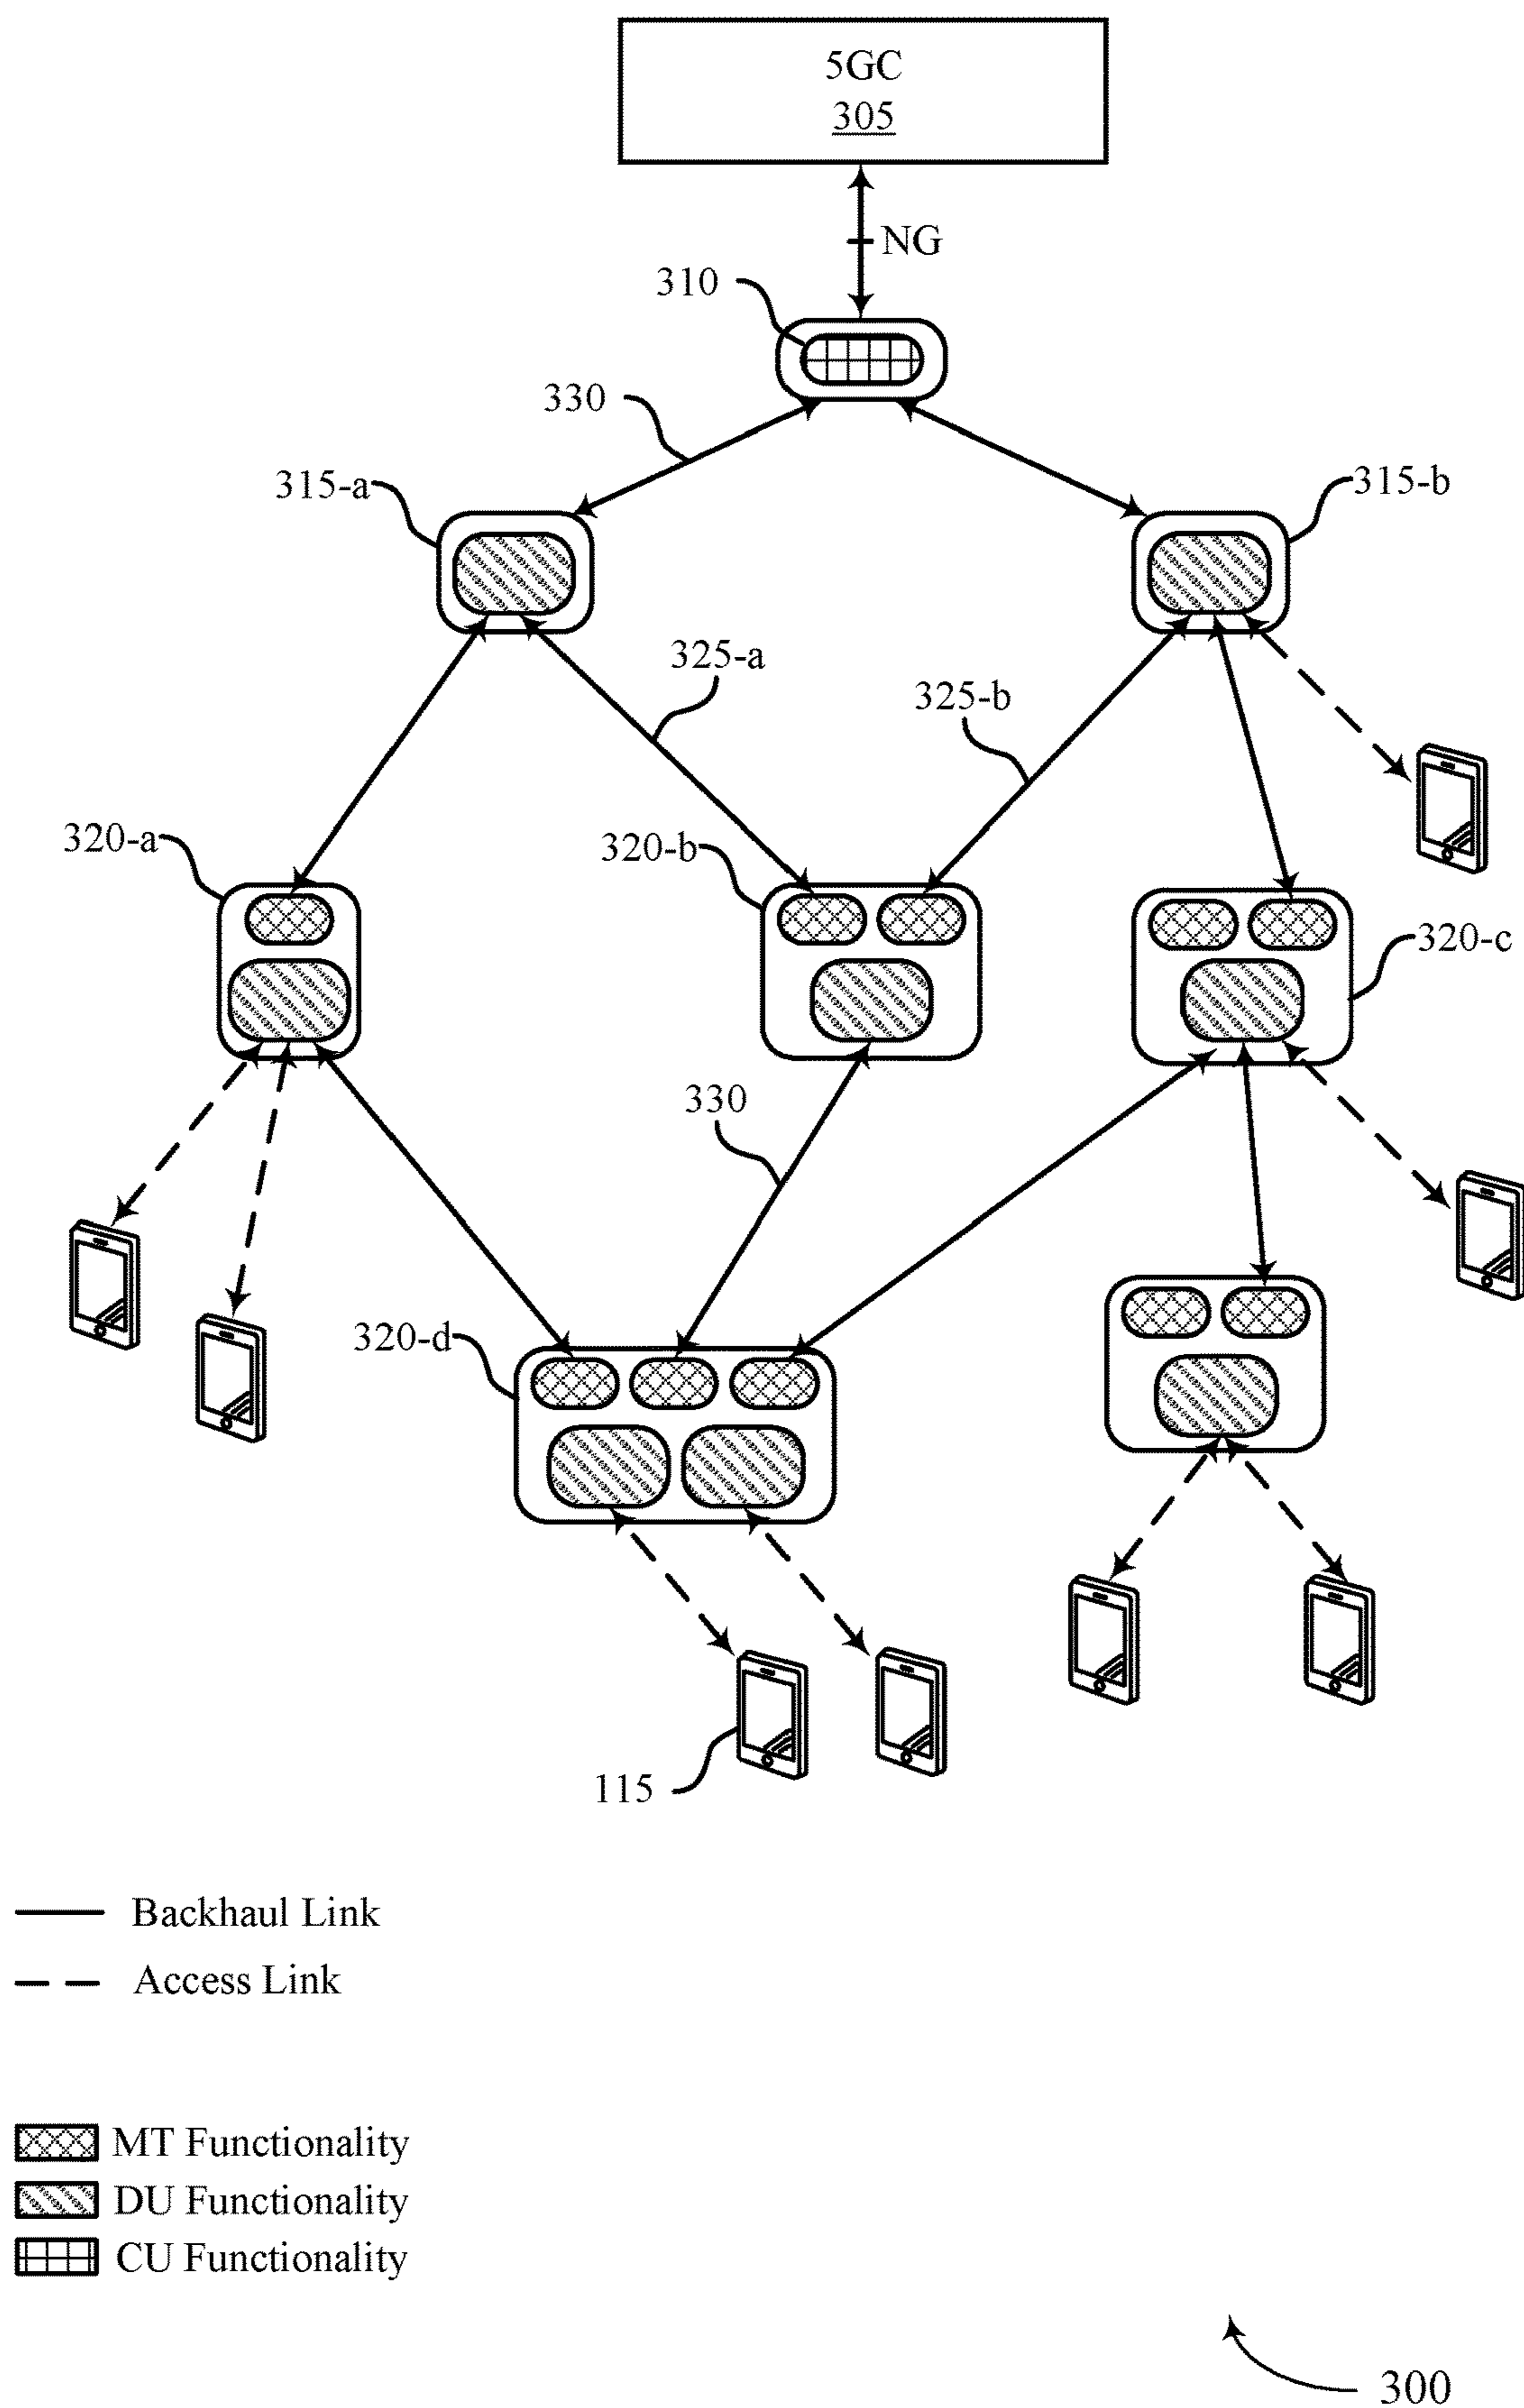 5GC
305
NG
310
330
315-a
315-b
325-a
325-b
320-a
320-b
320-c
330
320-d
115
Backhaul Link
Access Link
MT Functionality
DU Functionality
CU Functionality
300